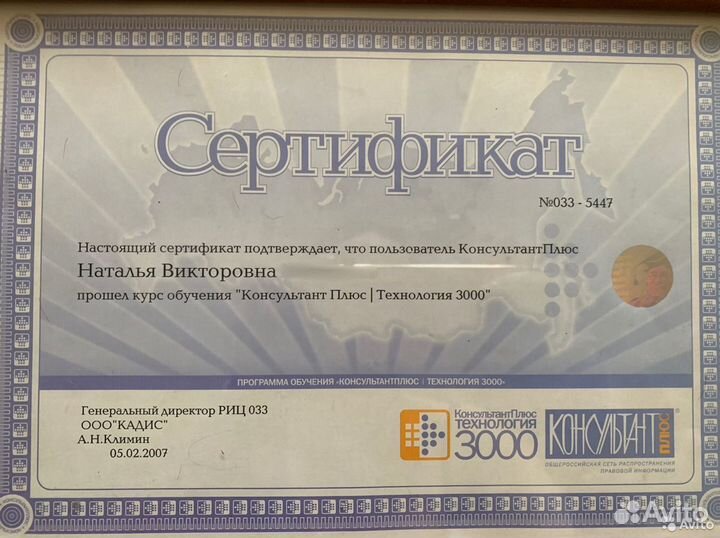 Сертификат
№033 - 5447
Настоящий сертификат подтверждает, что пользователь КонсультантПлюс
Наталья Викторовна
прошел курс обучения "Консультант Плюс|Технология 3000"
ПРОГРАММА ОБУЧЕНИЯ «КОНСУЛЬТАНТПЛЮС | ТЕХНОЛОГИЯ 3000»
Генеральный директор РИЦ 033
ООО"КАДИС"
А.Н.Климин
05.02.2007
КонсультантПлюс
ТЕХНОЛОГИЯ
3000
КОНСУЛЬТАНТ ПЛЮС
ОБЩЕРОССИЙСКАЯ СЕТЬ РАСПРОСТРАНЕНИЯ
ПРАВОВОЙ ИНФОРМАЦИИ
Avito
Avito